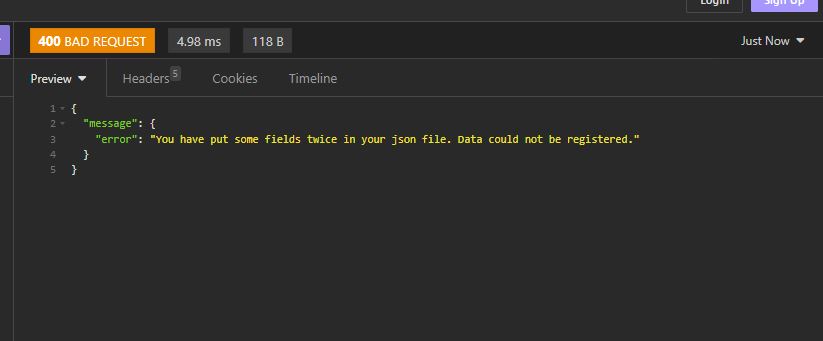 Login
Sign Up
400 BAD REQUEST
4.98 ms
118 B
Just Now
Preview
Headers 5
Cookies
Timeline
1 {
2 "message": {
3 "error": "You have put some fields twice in your json file. Data could not be registered."
4 }
5 }